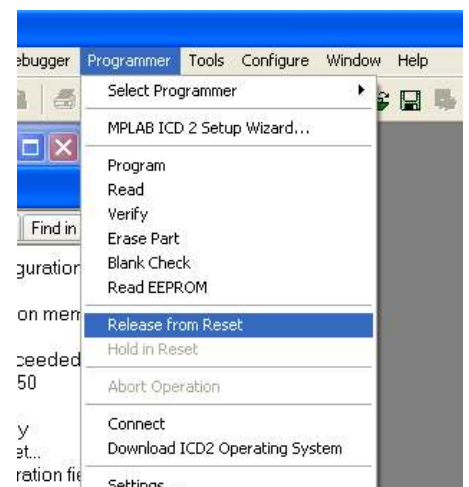 ebugger Programmer Tools Configure Window Help
Select Programmer
MPLAB ICD 2 Setup Wizard...
Program
Read
Verify
Find in
Erase Part
guration
Blank Check
Read EEPROM
on mem
Release from Reset
Hold in Reset
ceeded
50
Abort Operation
y
Connect
et...
Download ICD2 Operating System
ration fie
Settings...